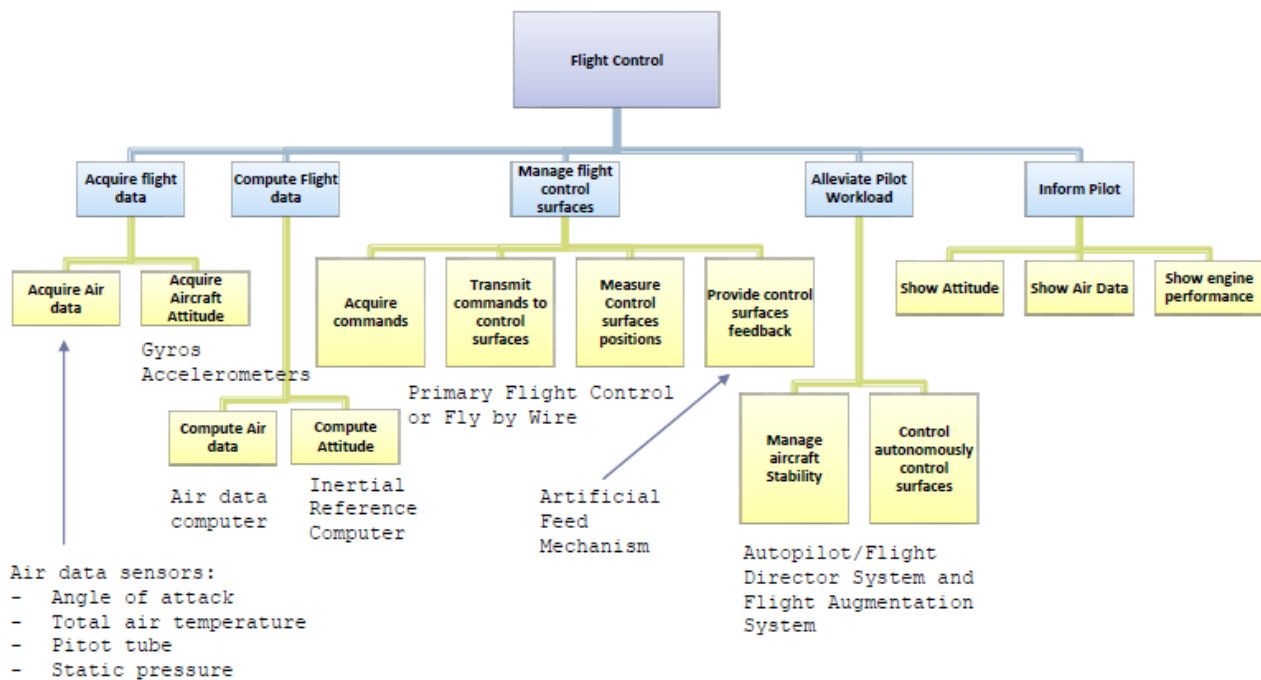 Flight Control
Acquire flight
data
Compute Flight
data
Manage flight
control
surfaces
Alleviate Pilot
Workload
Inform Pilot
Acquire Air
data
Acquire
Aircraft
Attitude
Acquire
commands
Transmit
commands to
control
surfaces
Measure
Control
surfaces
positions
Provide control
surfaces
feedback
Show Attitude
Show Air Data
Show engine
performance
Gyros
Accelerometers
Primary Flight Control
or Fly by Wire
Compute Air
data
Compute
Attitude
Manage
aircraft
Stability
Control
autonomously
control
surfaces
Air data
computer
Inertial
Reference
Computer
Artificial
Feed
Mechanism
Autopilot/Flight
Director System and
Flight Augmentation
System
Air data sensors:
- Angle of attack
- Total air temperature
- Pitot tube
- Static pressure